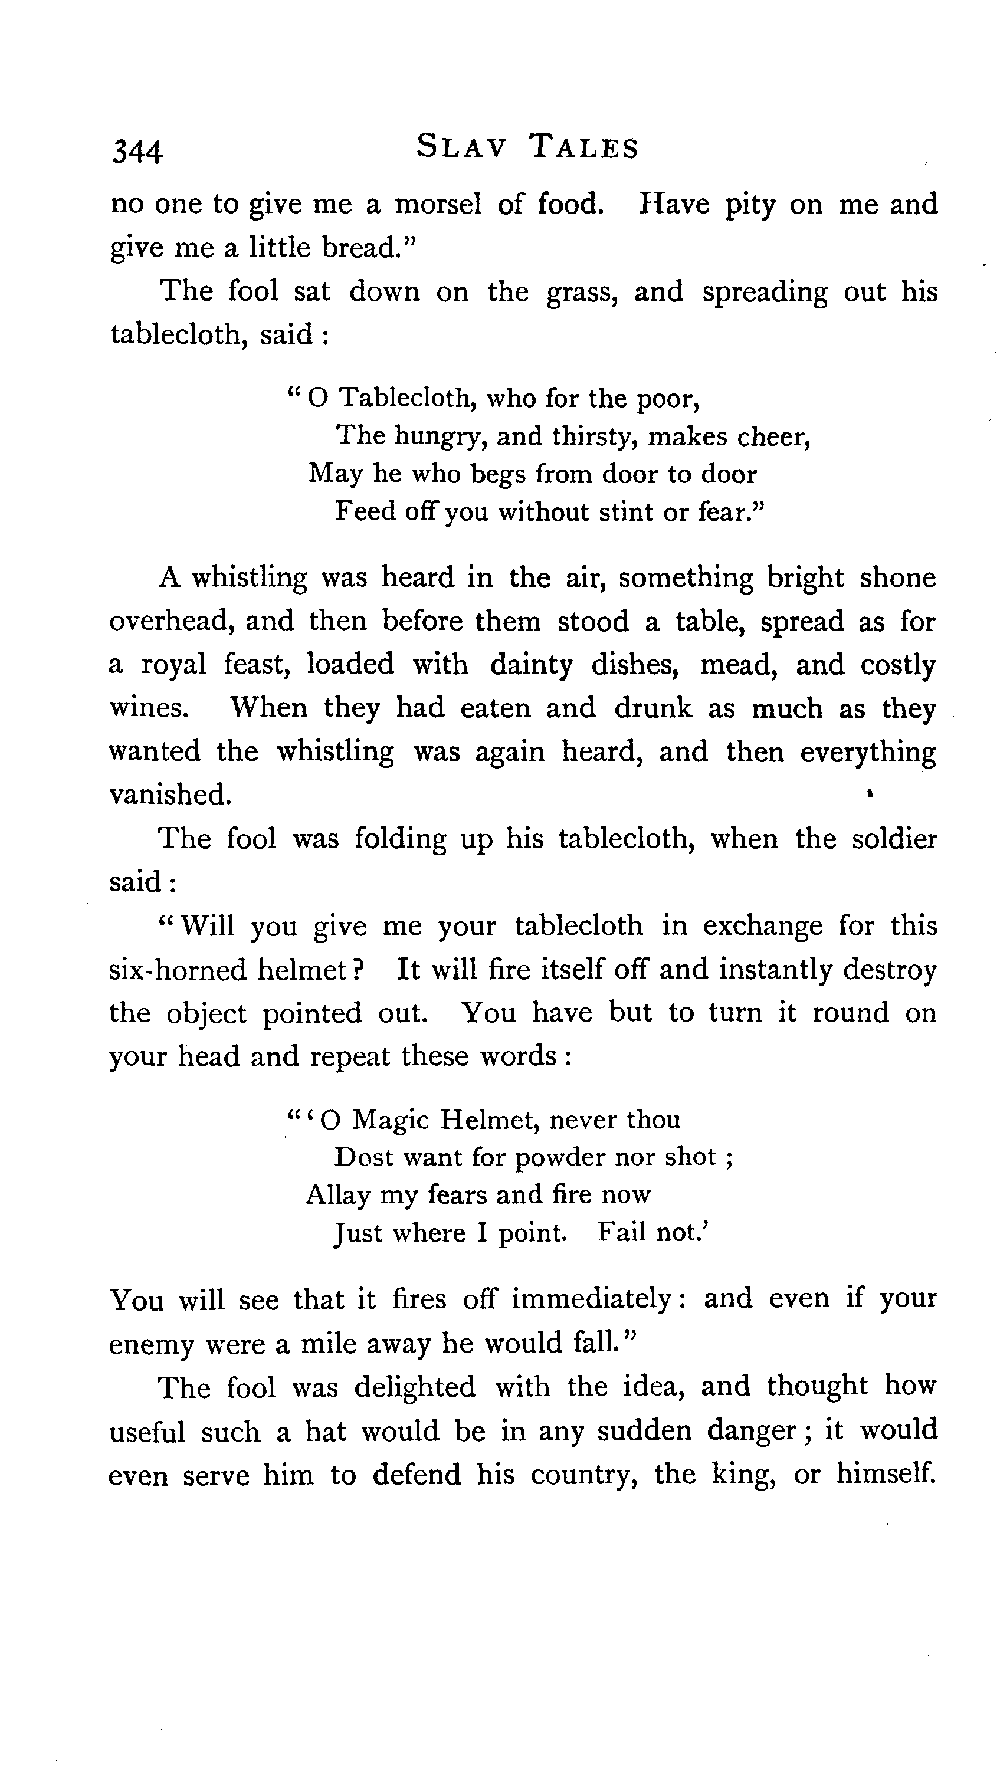 344 SLAV TALES
no one to give me a morsel of food. Have pity on me and
give me a little bread.”
The fool sat down on the grass, and spreading out his
tablecloth, said :
“ O Tablecloth, who for the poor,
The hungry, and thirsty, makes cheer,
May he who begs from door to door
Feed off you without stint or fear.”
A whistling was heard in the air, something bright shone
overhead, and then before them stood a table, spread as for
a royal feast, loaded with dainty dishes, mead, and costly
wines. When they had eaten and drunk as much as they
wanted the whistling was again heard, and then everything
vanished.
The fool was folding up his tablecloth, when the soldier
said :
“ Will you give me your tablecloth in exchange for this
six-horned helmet ? It will fire itself off and instantly destroy
the object pointed out. You have but to turn it round on
your head and repeat these words :
“ ‘ O Magic Helmet, never thou
Dost want for powder nor shot ;
Allay my fears and fire now
Just where I point. Fail not.’
You will see that it fires off immediately : and even if your
enemy were a mile away he would fall.”
The fool was delighted with the idea, and thought how
useful such a hat would be in any sudden danger ; it would
even serve him to defend his country, the king, or himself.